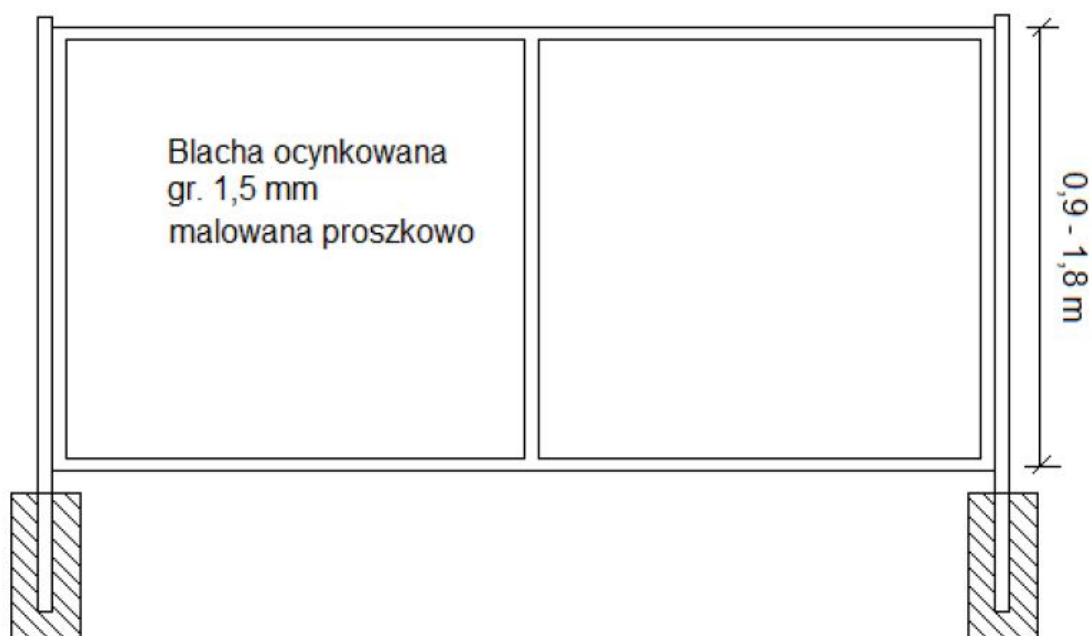 Blacha ocynkowana
gr. 1,5 mm
malowana proszkowo
0,9 - 1,8 m